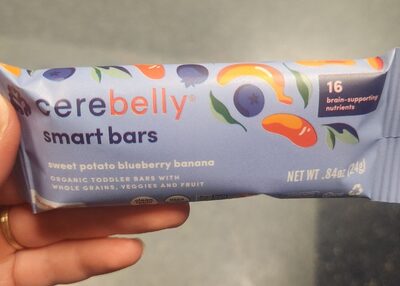 cerebelly®
smart bars
sweet potato blueberry banana
ORGANIC TODDLER BARS WITH
WHOLE GRAINS, VEGGIES AND FRUIT
16
brain-supporting
nutrients
NET WT .84oz (24g)